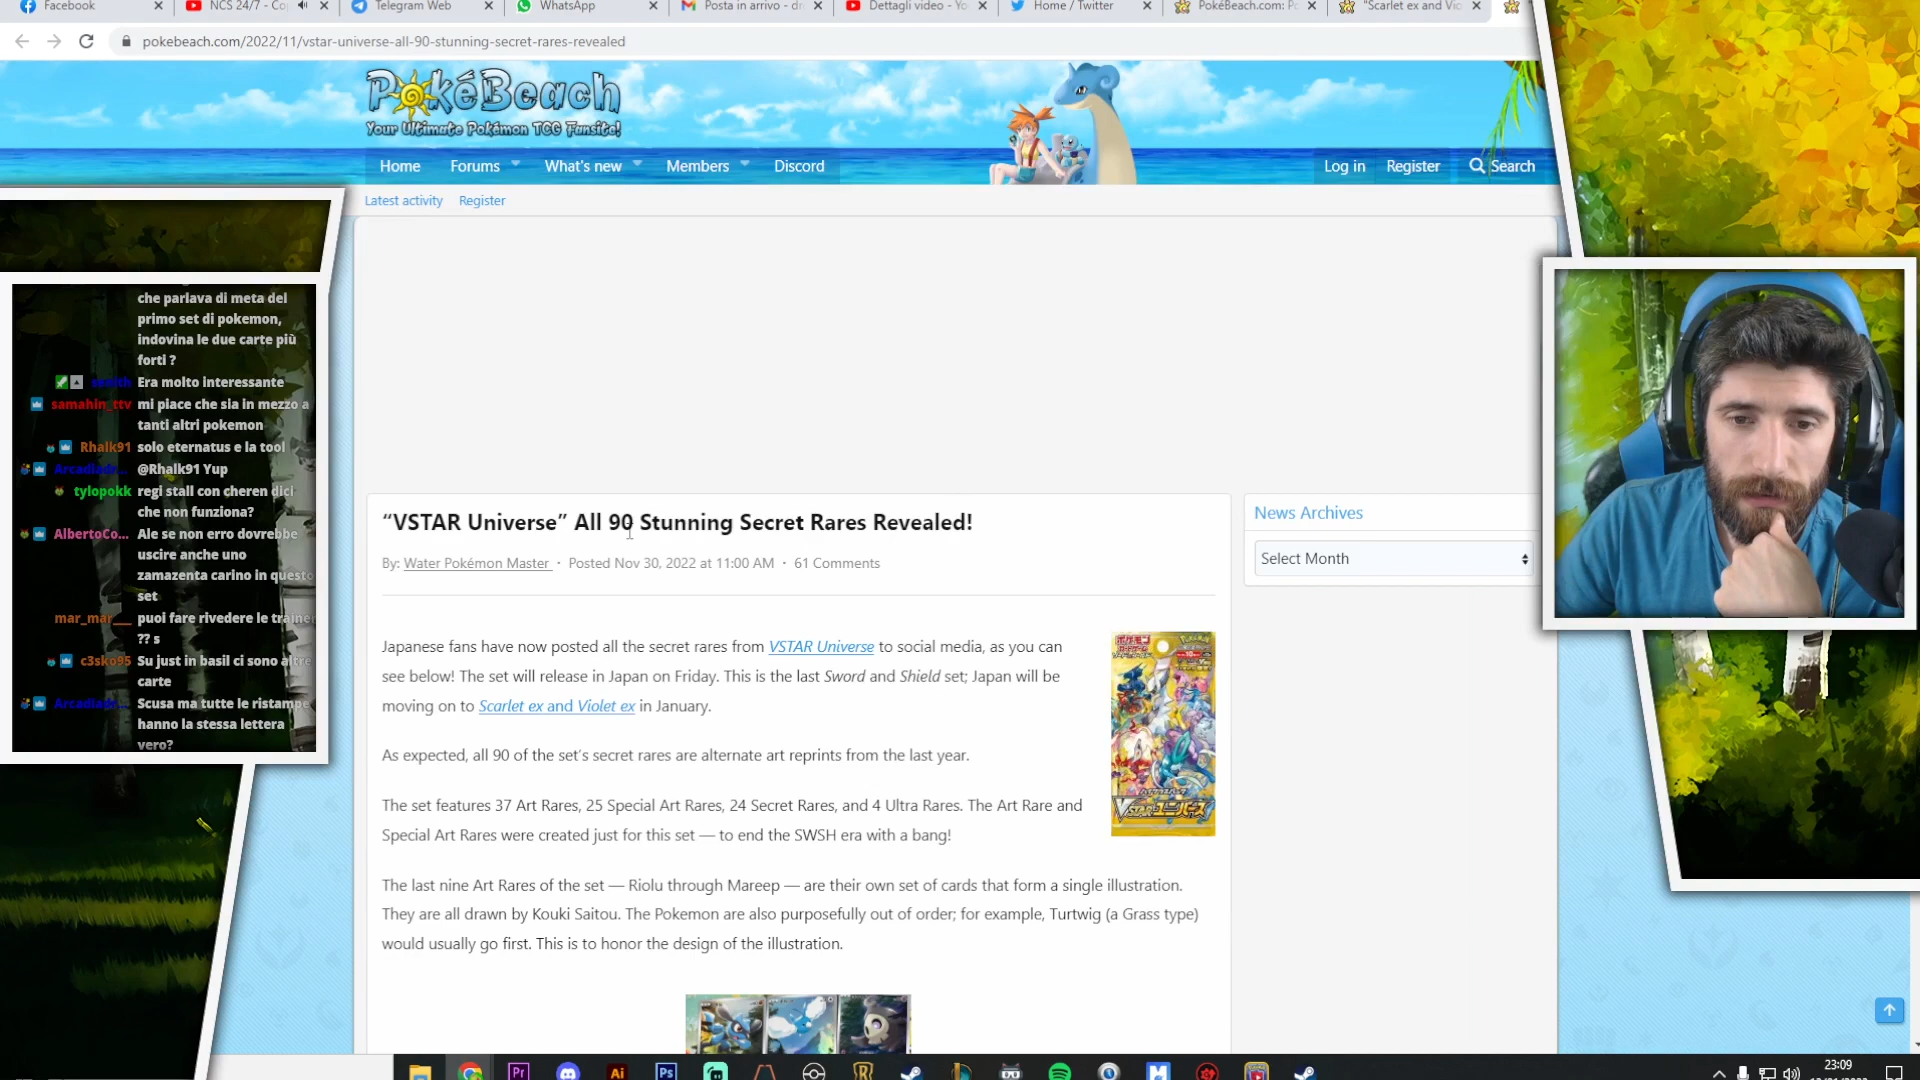 Facebook
NCS 24/7 - Co
Telegram Web
WhatsApp
Posta in arrivo - dr
Dettagli video - Yo
Home / Twitter
PokéBeach.com: P
"Scarlet ex and Vio
pokebeach.com/2022/11/vstar-universe-all-90-stunning-secret-rares-revealed
PokéBeach
Your Ultimate Pokémon TCG Fansite!
Home
Forums
What's new
Members
Discord
Log in
Register
Search
Latest activity
Register
che parlava di meta del
primo set di pokemon,
indovina le due carte più
forti ?
Era molto interessante
samahin_ttv mi piace che sia in mezzo a
tanti altri pokemon
Rhalk91 solo eternatus e la tool
@Rhalk91 Yup
tylopokk regi stall con cheren dici
che non funziona?
AlbertoCo... Ale se non erro dovrebbe
uscire anche uno
zamazenta carino in questo
set
mar_mar___ puoi fare rivedere le trainer
?? s
c3sko95 Su just in basil ci sono altre
carte
Scusa ma tutte le ristampe
hanno la stessa lettera
vero?
“VSTAR Universe” All 90 Stunning Secret Rares Revealed!
By: Water Pokémon Master · Posted Nov 30, 2022 at 11:00 AM · 61 Comments
Japanese fans have now posted all the secret rares from VSTAR Universe to social media, as you can
see below! The set will release in Japan on Friday. This is the last Sword and Shield set; Japan will be
moving on to Scarlet ex and Violet ex in January.
As expected, all 90 of the set’s secret rares are alternate art reprints from the last year.
The set features 37 Art Rares, 25 Special Art Rares, 24 Secret Rares, and 4 Ultra Rares. The Art Rare and
Special Art Rares were created just for this set — to end the SWSH era with a bang!
The last nine Art Rares of the set — Riolu through Mareep — are their own set of cards that form a single illustration.
They are all drawn by Kouki Saitou. The Pokemon are also purposefully out of order; for example, Turtwig (a Grass type)
would usually go first. This is to honor the design of the illustration.
News Archives
Select Month
Pr
Ai
Ps
23:09